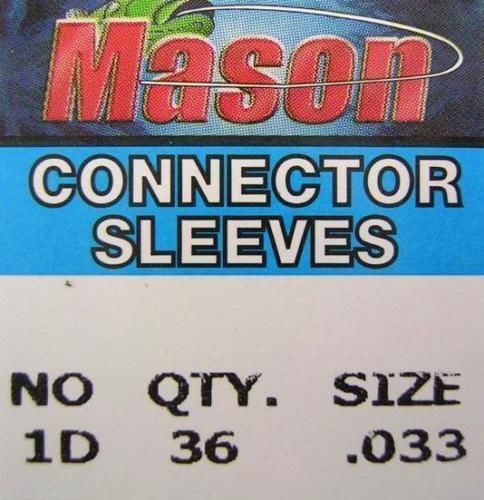 Mason
CONNECTOR
SLEEVES
NO QTY. SIZE
1D 36 .033